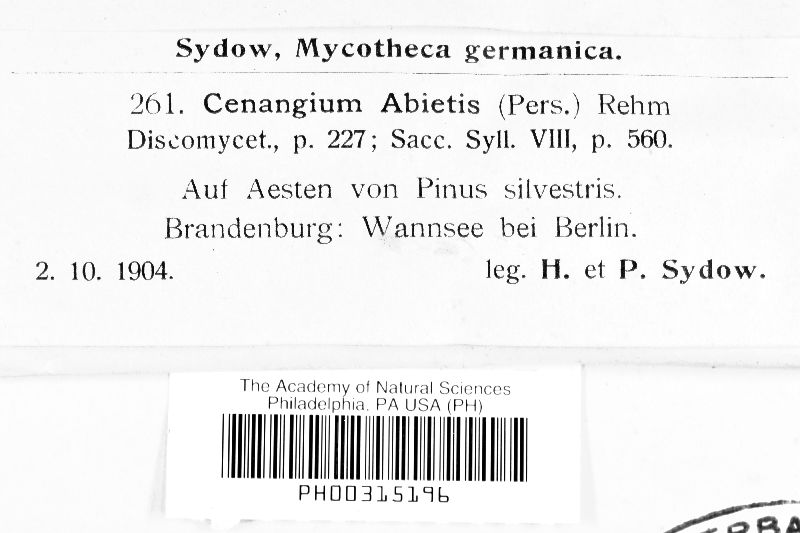 Sydow, Mycotheca germanica.
261. Cenangium Abietis (Pers.) Rehm
Discomycet., p. 227; Sacc. Syll. VIII, p. 560.
Auf Aesten von Pinus silvestris.
Brandenburg: Wannsee bei Berlin.
2. 10. 1904. leg. H. et P. Sydow.
The Academy of Natural Sciences
Philadelphia, PA USA (PH)
PH00315196